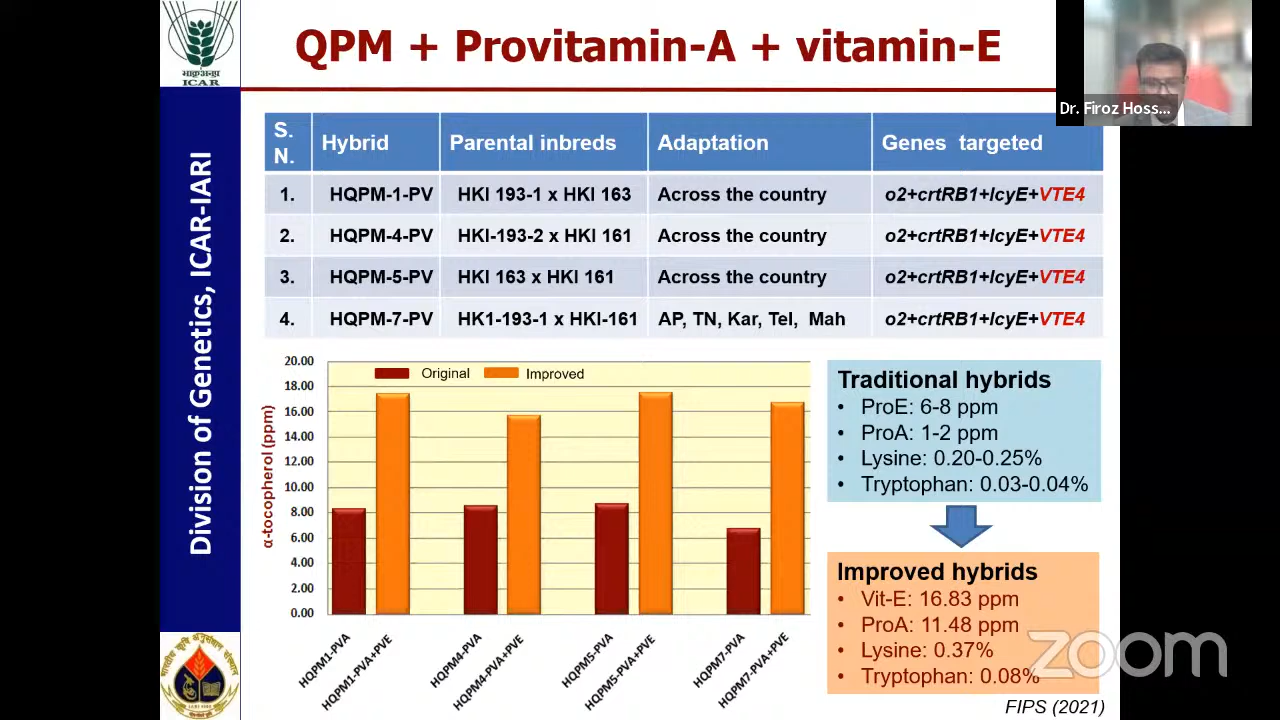 भाकृअनुप
ICAR
QPM + Provitamin-A + vitamin-E
Dr. Firoz Hoss...
Division of Genetics, ICAR-IARI
S. N. Hybrid Parental inbreds Adaptation Genes targeted
1. HQPM-1-PV HKI 193-1 x HKI 163 Across the country o2+crtRB1+lcyE+VTE4
2. HQPM-4-PV HKI-193-2 x HKI 161 Across the country o2+crtRB1+lcyE+VTE4
3. HQPM-5-PV HKI 163 x HKI 161 Across the country o2+crtRB1+lcyE+VTE4
4. HQPM-7-PV HK1-193-1 x HKI-161 AP, TN, Kar, Tel, Mah o2+crtRB1+lcyE+VTE4
α-tocopherol (ppm)
Original Improved
20.00
18.00
16.00
14.00
12.00
10.00
8.00
6.00
4.00
2.00
0.00
HQPM1-PVA
HQPM1-PVA+PVE
HQPM4-PVA
HQPM4-PVA+PVE
HQPM5-PVA
HQPM5-PVA+PVE
HQPM7-PVA
HQPM7-PVA+PVE
Traditional hybrids
• ProE: 6-8 ppm
• ProA: 1-2 ppm
• Lysine: 0.20-0.25%
• Tryptophan: 0.03-0.04%
Improved hybrids
• Vit-E: 16.83 ppm
• ProA: 11.48 ppm
• Lysine: 0.37%
• Tryptophan: 0.08%
zoom
FIPS (2021)